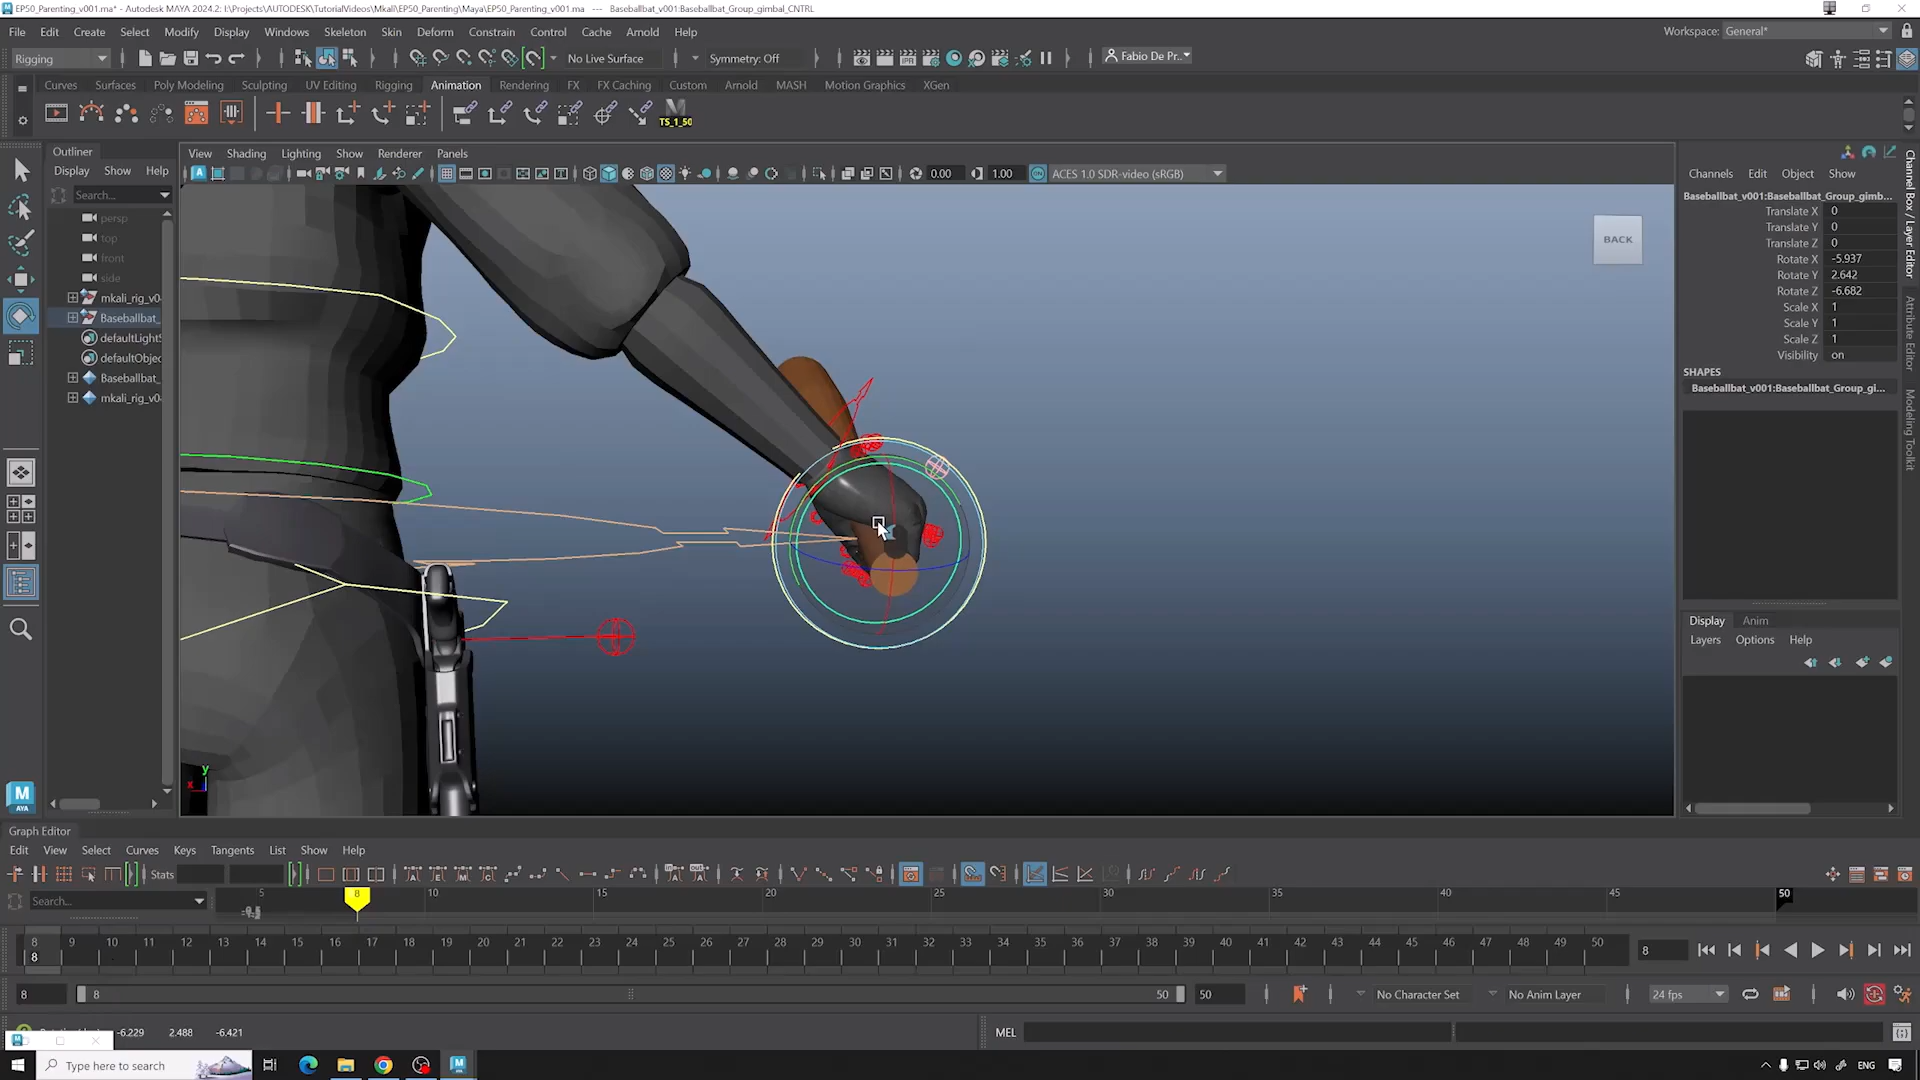 EP50_Parenting_v001.ma* - Autodesk MAYA 2024.2: I:\Projects\AUTODESK\TutorialVideos\Mkali\EP50_Parenting\Maya\EP50_Parenting_v001.ma --- Baseballbat_v001:Baseballbat_Group_gimbal_CNTRL
File Edit Create Select Modify Display Windows Skeleton Skin Deform Constrain Control Cache Arnold Help
Workspace: General*
Rigging
No Live Surface
Symmetry: Off
Fabio De Pr...
Curves Surfaces Poly Modeling Sculpting UV Editing Rigging Animation Rendering FX FX Caching Custom Arnold MASH Motion Graphics XGen
TS_1_50
Outliner
Display Show Help
Search...
persp
top
front
side
mkali_rig_v0
Baseballbat_
defaultLightS
defaultObjec
Baseballbat_
mkali_rig_v0
View Shading Lighting Show Renderer Panels
0.00
1.00
ACES 1.0 SDR-video (sRGB)
BACK
y
x
Channels Edit Object Show
Baseballbat_v001:Baseballbat_Group_gimb...
Translate X 0
Translate Y 0
Translate Z 0
Rotate X -5.937
Rotate Y 2.642
Rotate Z -6.682
Scale X 1
Scale Y 1
Scale Z 1
Visibility on
SHAPES
Baseballbat_v001:Baseballbat_Group_gi...
Channel Box / Layer Editor
Attribute Editor
Modeling Toolkit
Display Anim
Layers Options Help
M
AYA
Graph Editor
Edit View Select Curves Keys Tangents List Show Help
Stats
Search...
5 8 10 15 20 25 30 35 40 45 50
8 9 10 11 12 13 14 15 16 17 18 19 20 21 22 23 24 25 26 27 28 29 30 31 32 33 34 35 36 37 38 39 40 41 42 43 44 45 46 47 48 49 50
8
8
8
8
50
50
No Character Set
No Anim Layer
24 fps
-6.229 2.488 -6.421
MEL
Type here to search
ENG